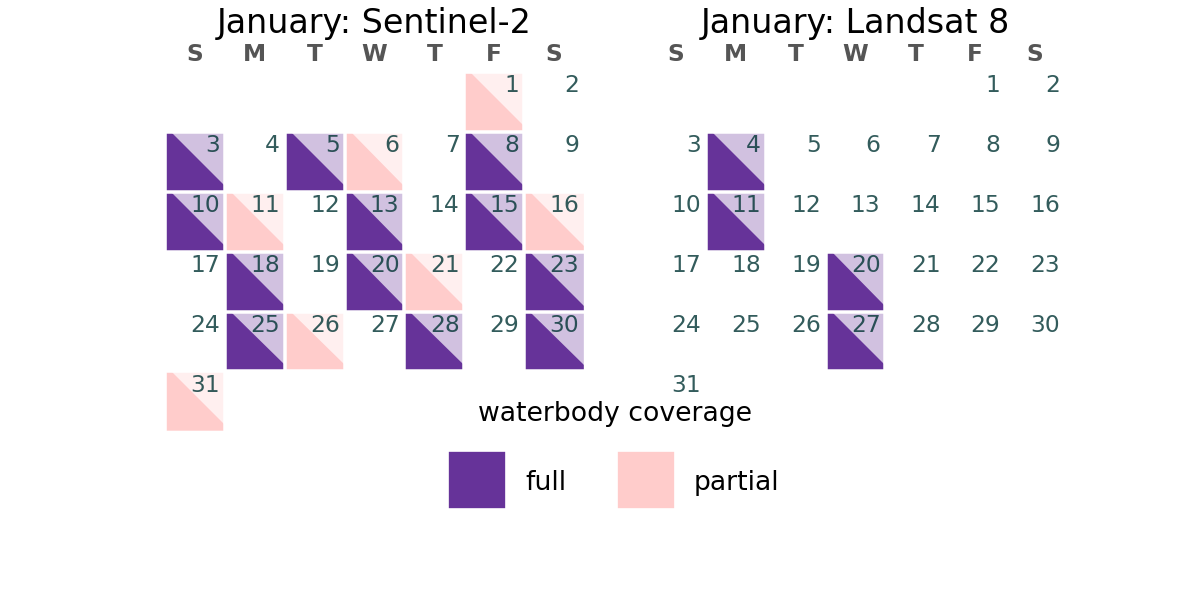 January: Sentinel-2
S M T W T F S
1 2
3 4 5 6 7 8 9
10 11 12 13 14 15 16
17 18 19 20 21 22 23
24 25 26 27 28 29 30
31
January: Landsat 8
S M T W T F S
1 2
3 4 5 6 7 8 9
10 11 12 13 14 15 16
17 18 19 20 21 22 23
24 25 26 27 28 29 30
31
waterbody coverage
full partial